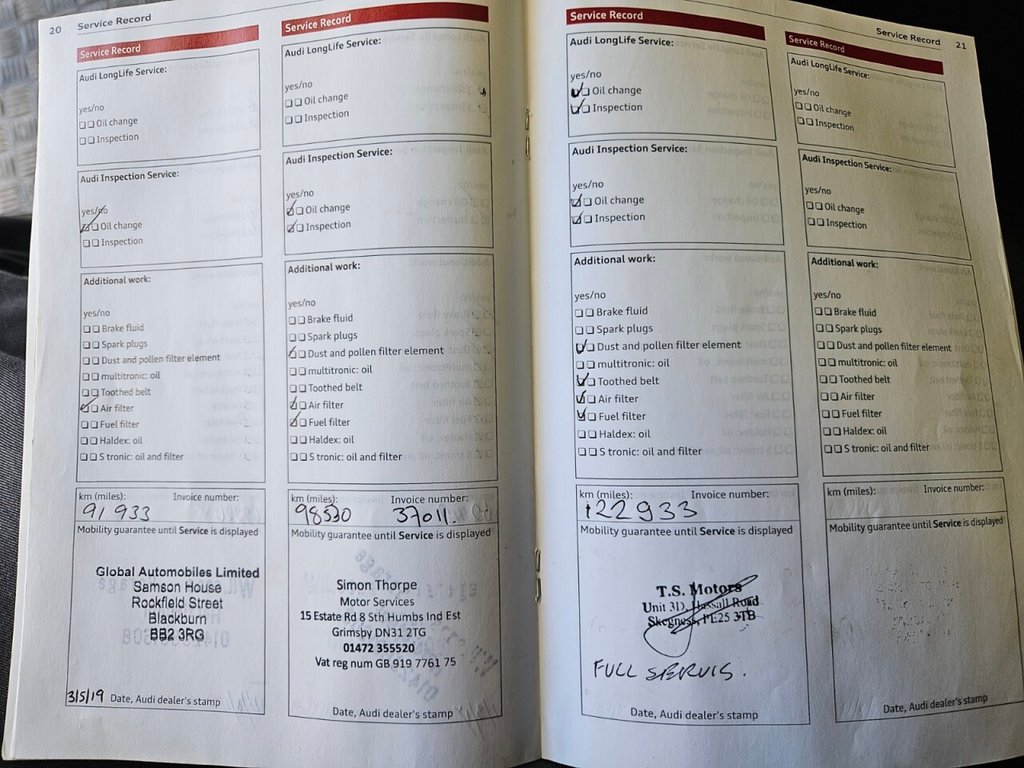 20 Service Record
Service Record
Audi LongLife Service:
yes/no
Oil change
Inspection
Audi Inspection Service:
yes/no
Oil change
Inspection
Additional work:
yes/no
Brake fluid
Spark plugs
Dust and pollen filter element
multitronic: oil
Toothed belt
Air filter
Fuel filter
Haldex: oil
S tronic: oil and filter
km (miles): Invoice number:
91 933
Mobility guarantee until Service is displayed
Global Automobiles Limited
Samson House
Rockfield Street
Blackburn
BB2 3RG
3/5/19 Date, Audi dealer's stamp
Service Record
Audi LongLife Service:
yes/no
Oil change
Inspection
Audi Inspection Service:
yes/no
Oil change
Inspection
Additional work:
yes/no
Brake fluid
Spark plugs
Dust and pollen filter element
multitronic: oil
Toothed belt
Air filter
Fuel filter
Haldex: oil
S tronic: oil and filter
km (miles): Invoice number:
98530 37011
Mobility guarantee until Service is displayed
Simon Thorpe
Motor Services
15 Estate Rd 8 Sth Humbs Ind Est
Grimsby DN31 2TG
01472 355520
Vat reg num GB 919 7761 75
Date, Audi dealer's stamp
Service Record
Audi LongLife Service:
yes/no
Oil change
Inspection
Audi Inspection Service:
yes/no
Oil change
Inspection
Additional work:
yes/no
Brake fluid
Spark plugs
Dust and pollen filter element
multitronic: oil
Toothed belt
Air filter
Fuel filter
Haldex: oil
S tronic: oil and filter
km (miles): Invoice number:
122933
Mobility guarantee until Service is displayed
T.S. Motors
Unit 3D, Hassall Road
Skegness, PE25 3TB
FULL SERVIS.
Date, Audi dealer's stamp
Service Record 21
Service Record
Audi LongLife Service:
yes/no
Oil change
Inspection
Audi Inspection Service:
yes/no
Oil change
Inspection
Additional work:
yes/no
Brake fluid
Spark plugs
Dust and pollen filter element
multitronic: oil
Toothed belt
Air filter
Fuel filter
Haldex: oil
S tronic: oil and filter
km (miles): Invoice number:
Mobility guarantee until Service is displayed
Date, Audi dealer's stamp